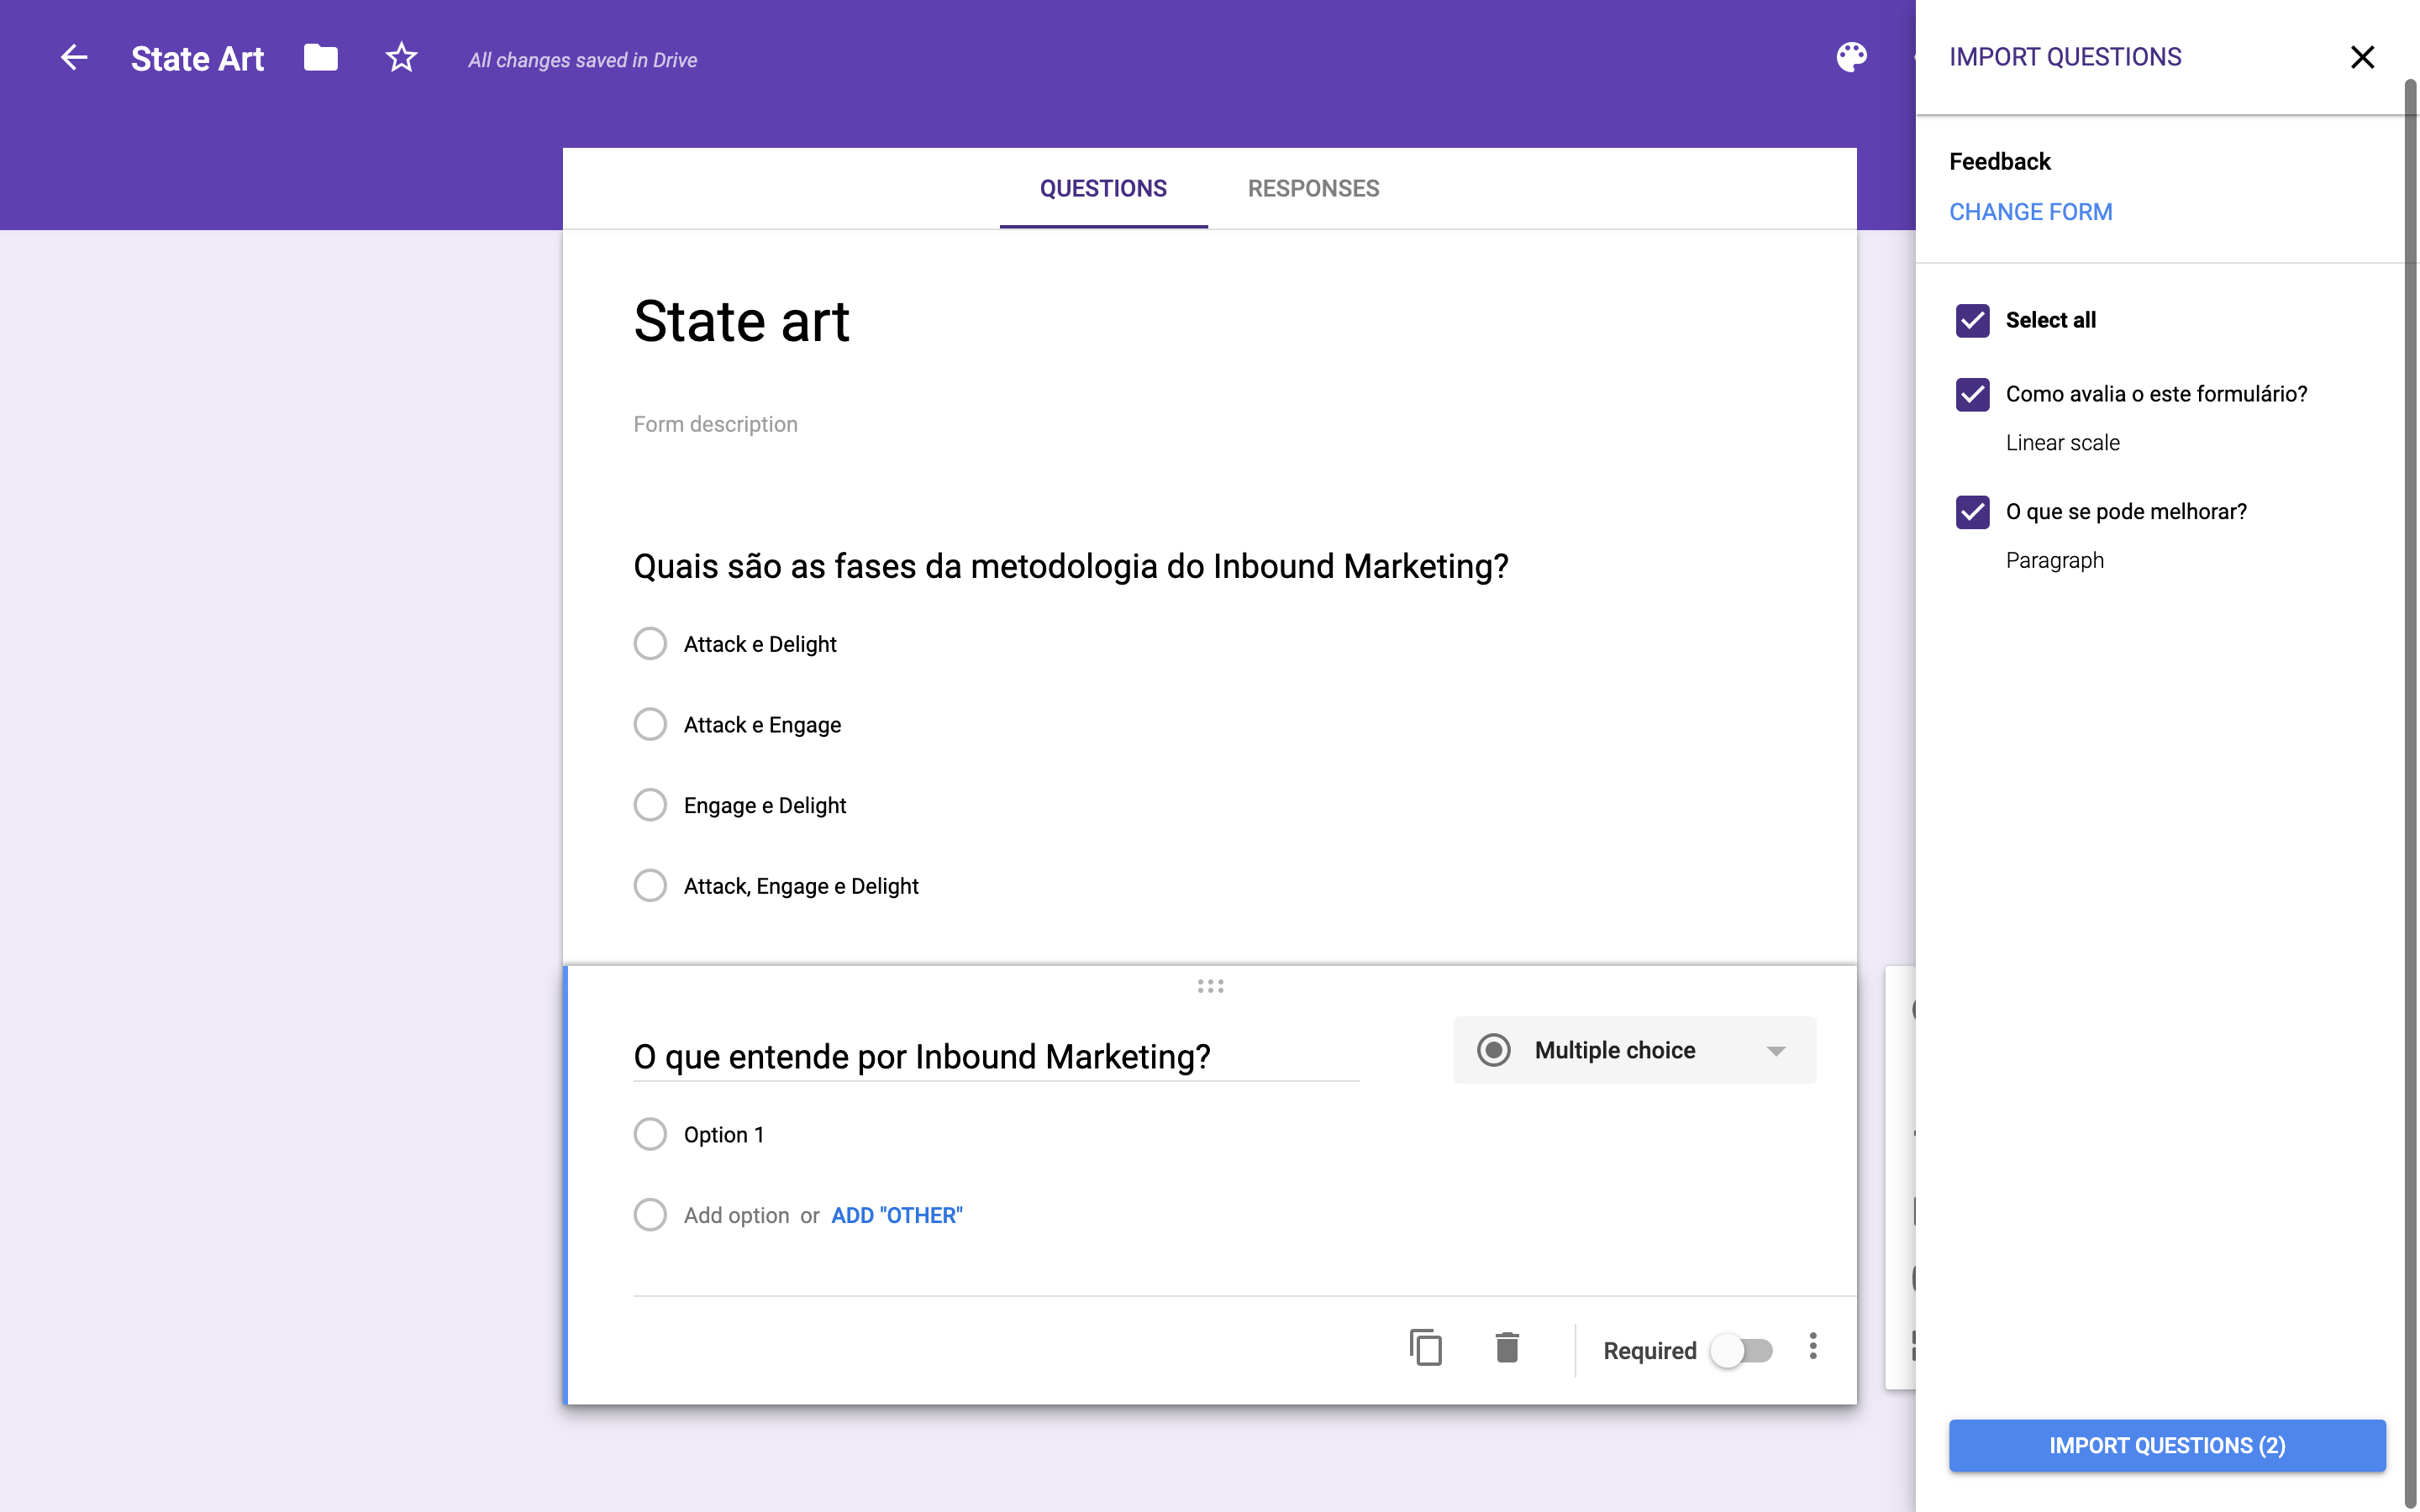 State Art
All changes saved in Drive
QUESTIONS
RESPONSES
State art
Form description
Quais são as fases da metodologia do Inbound Marketing?
Attack e Delight
Attack e Engage
Engage e Delight
Attack, Engage e Delight
O que entende por Inbound Marketing?
Multiple choice
Option 1
Add option or ADD "OTHER"
Required
IMPORT QUESTIONS
Feedback
CHANGE FORM
Select all
Como avalia o este formulário?
Linear scale
O que se pode melhorar?
Paragraph
IMPORT QUESTIONS (2)